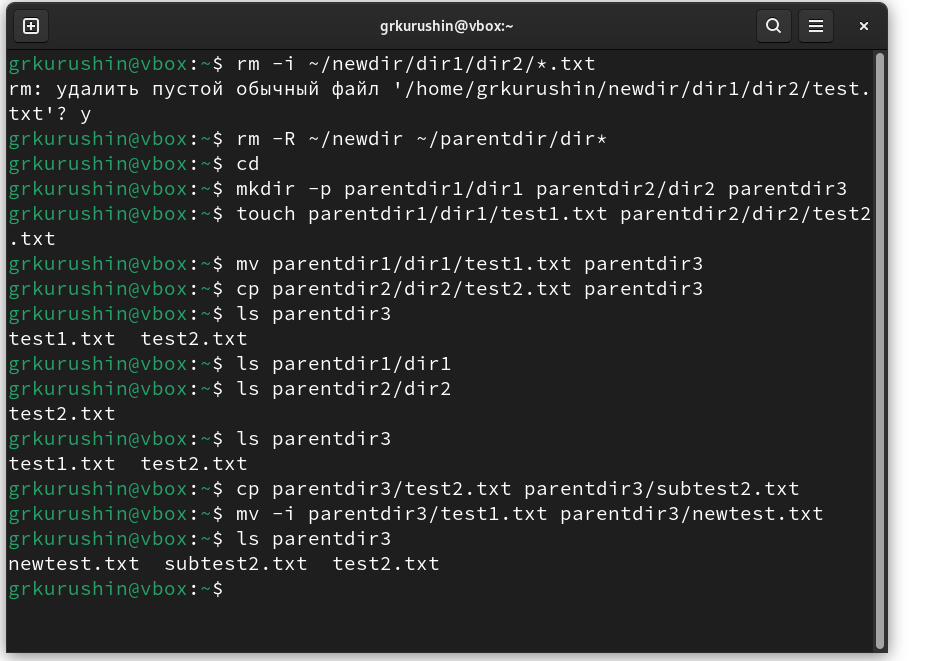 grkurushin@vbox:~
grkurushin@vbox:~$ rm -i ~/newdir/dir1/dir2/*.txt
rm: удалить пустой обычный файл '/home/grkurushin/newdir/dir1/dir2/test.
txt'? y
grkurushin@vbox:~$ rm -R ~/newdir ~/parentdir/dir*
grkurushin@vbox:~$ cd
grkurushin@vbox:~$ mkdir -p parentdir1/dir1 parentdir2/dir2 parentdir3
grkurushin@vbox:~$ touch parentdir1/dir1/test1.txt parentdir2/dir2/test2
.txt
grkurushin@vbox:~$ mv parentdir1/dir1/test1.txt parentdir3
grkurushin@vbox:~$ cp parentdir2/dir2/test2.txt parentdir3
grkurushin@vbox:~$ ls parentdir3
test1.txt  test2.txt
grkurushin@vbox:~$ ls parentdir1/dir1
grkurushin@vbox:~$ ls parentdir2/dir2
test2.txt
grkurushin@vbox:~$ ls parentdir3
test1.txt  test2.txt
grkurushin@vbox:~$ cp parentdir3/test2.txt parentdir3/subtest2.txt
grkurushin@vbox:~$ mv -i parentdir3/test1.txt parentdir3/newtest.txt
grkurushin@vbox:~$ ls parentdir3
newtest.txt  subtest2.txt  test2.txt
grkurushin@vbox:~$